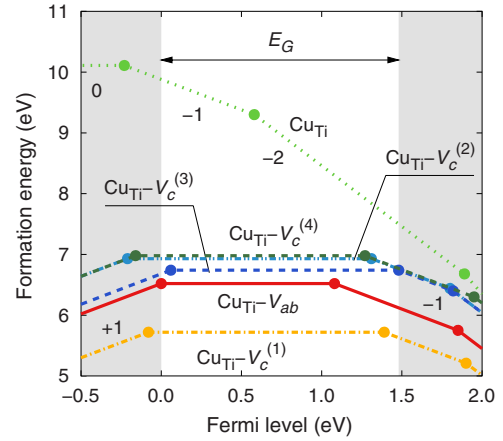 11
10
9
8
7
6
5
Formation energy (eV)
E_G
0
−1
Cu_Ti
−2
Cu_Ti−V_c^(3)
Cu_Ti−V_c^(2)
Cu_Ti−V_c^(4)
Cu_Ti−V_ab
−1
+1
Cu_Ti−V_c^(1)
−0.5 0.0 0.5 1.0 1.5 2.0
Fermi level (eV)